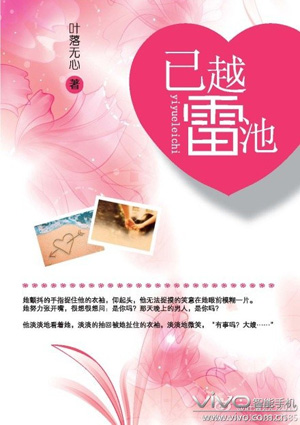 叶落无心
著
已越
雷池
yiyueleichi
她颤抖的手指捉住他的衣袖，仰起头，他无法捉摸的笑意在她眼前模糊一片。
她努力张开嘴，很想很想问：是你吗？那天晚上的男人，是你吗？
他淡淡地看着她，淡淡的抽回被她扯住的衣袖，淡淡地微笑，“有事吗？大嫂……”
vivo智能手机